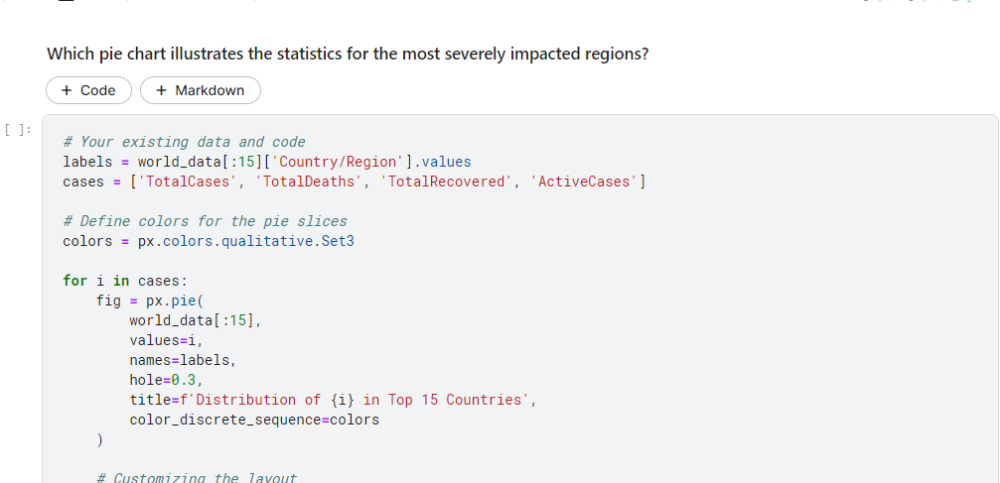 Which pie chart illustrates the statistics for the most severely impacted regions?
+ Code + Markdown
[ ]:
# Your existing data and code
labels = world_data[:15]['Country/Region'].values
cases = ['TotalCases', 'TotalDeaths', 'TotalRecovered', 'ActiveCases']
# Define colors for the pie slices
colors = px.colors.qualitative.Set3
for i in cases:
    fig = px.pie(
        world_data[:15],
        values=i,
        names=labels,
        hole=0.3,
        title=f'Distribution of {i} in Top 15 Countries',
        color_discrete_sequence=colors
    )
    # Customizing the layout